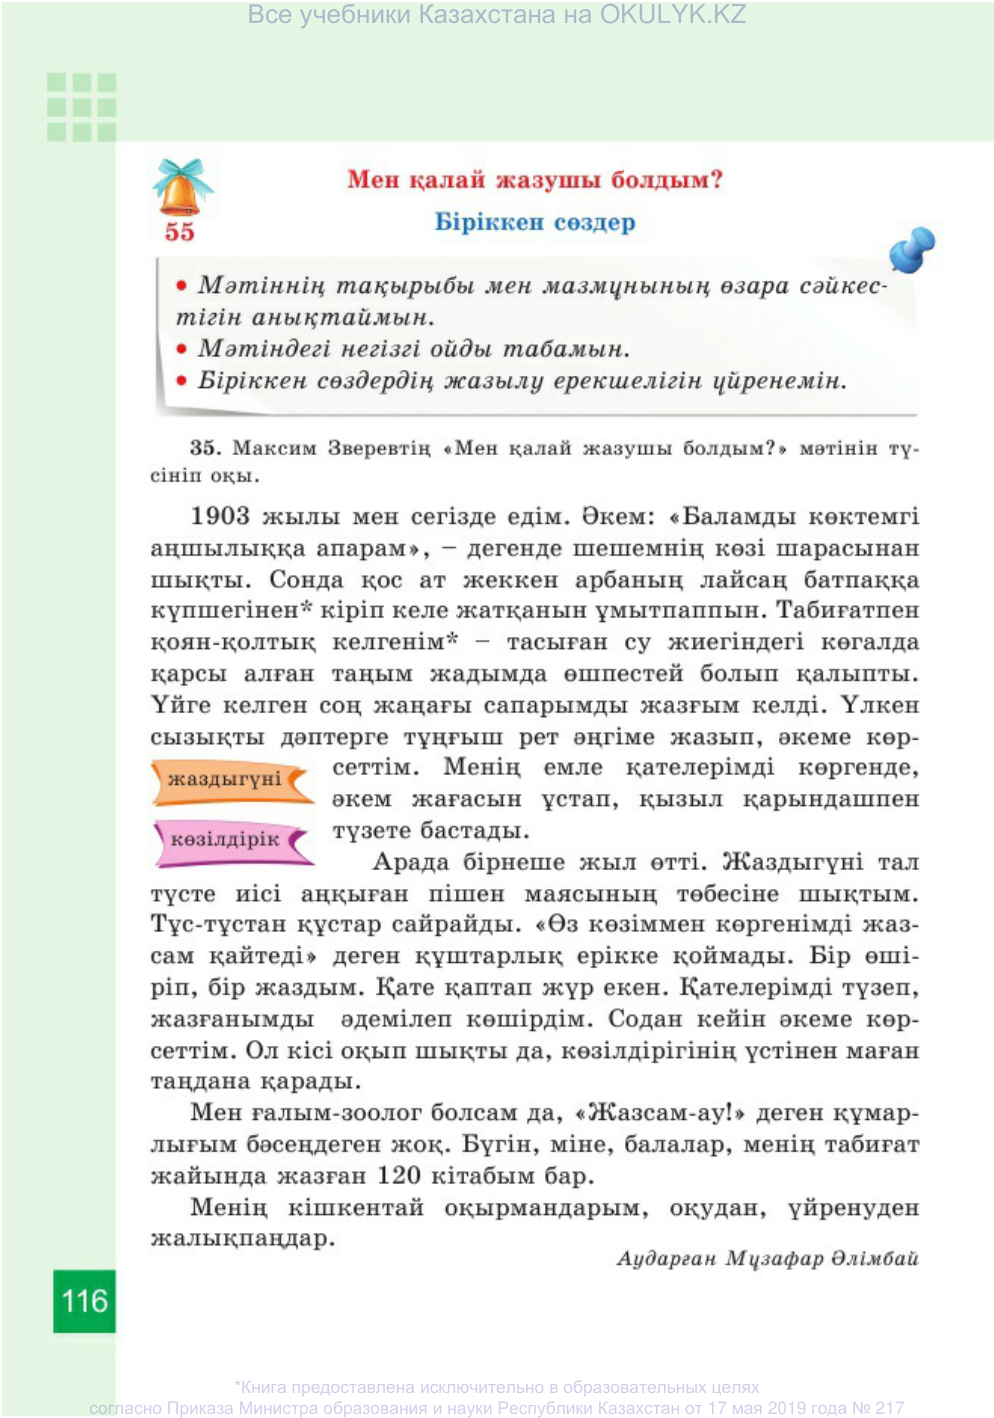 Все учебники Казахстана на OKULYK.KZ
55
Мен қалай жазушы болдым?
Біріккен сөздер
• Мәтіннің тақырыбы мен мазмұнының өзара сәйкес-
тігін анықтаймын.
• Мәтіндегі негізгі ойды табамын.
• Біріккен сөздердің жазылу ерекшелігін үйренемін.
35. Максим Зверевтің «Мен қалай жазушы болдым?» мәтінін тү-
сініп оқы.
1903 жылы мен сегізде едім. Әкем: «Баламды көктемгі
аңшылыққа апарам», – дегенде шешемнің көзі шарасынан
шықты. Сонда қос ат жеккен арбаның лайсаң батпаққа
күпшегінен* кіріп келе жатқанын ұмытпаппын. Табиғатпен
қоян-қолтық келгенім* – тасыған су жиегіндегі көгалда
қарсы алған таңым жадымда өшпестей болып қалыпты.
Үйге келген соң жаңағы сапарымды жазғым келді. Үлкен
сызықты дәптерге тұңғыш рет әңгіме жазып, әкеме көр-
сеттім. Менің емле қателерімді көргенде,
әкем жағасын ұстап, қызыл қарындашпен
түзете бастады.
жаздыгүні
көзілдірік
Арада бірнеше жыл өтті. Жаздыгүні тал
түсте иісі аңқыған пішен маясының төбесіне шықтым.
Тұс-тұстан құстар сайрайды. «Өз көзіммен көргенімді жаз-
сам қайтеді» деген құштарлық ерікке қоймады. Бір өші-
ріп, бір жаздым. Қате қаптап жүр екен. Қателерімді түзеп,
жазғанымды әдемілеп көшірдім. Содан кейін әкеме көр-
сеттім. Ол кісі оқып шықты да, көзілдірігінің үстінен маған
таңдана қарады.
Мен ғалым-зоолог болсам да, «Жазсам-ау!» деген құмар-
лығым бәсеңдеген жоқ. Бүгін, міне, балалар, менің табиғат
жайында жазған 120 кітабым бар.
Менің кішкентай оқырмандарым, оқудан, үйренуден
жалықпаңдар.
Аударған Мұзафар Әлімбай
116
*Книга предоставлена исключительно в образовательных целях
согласно Приказа Министра образования и науки Республики Казахстан от 17 мая 2019 года № 217